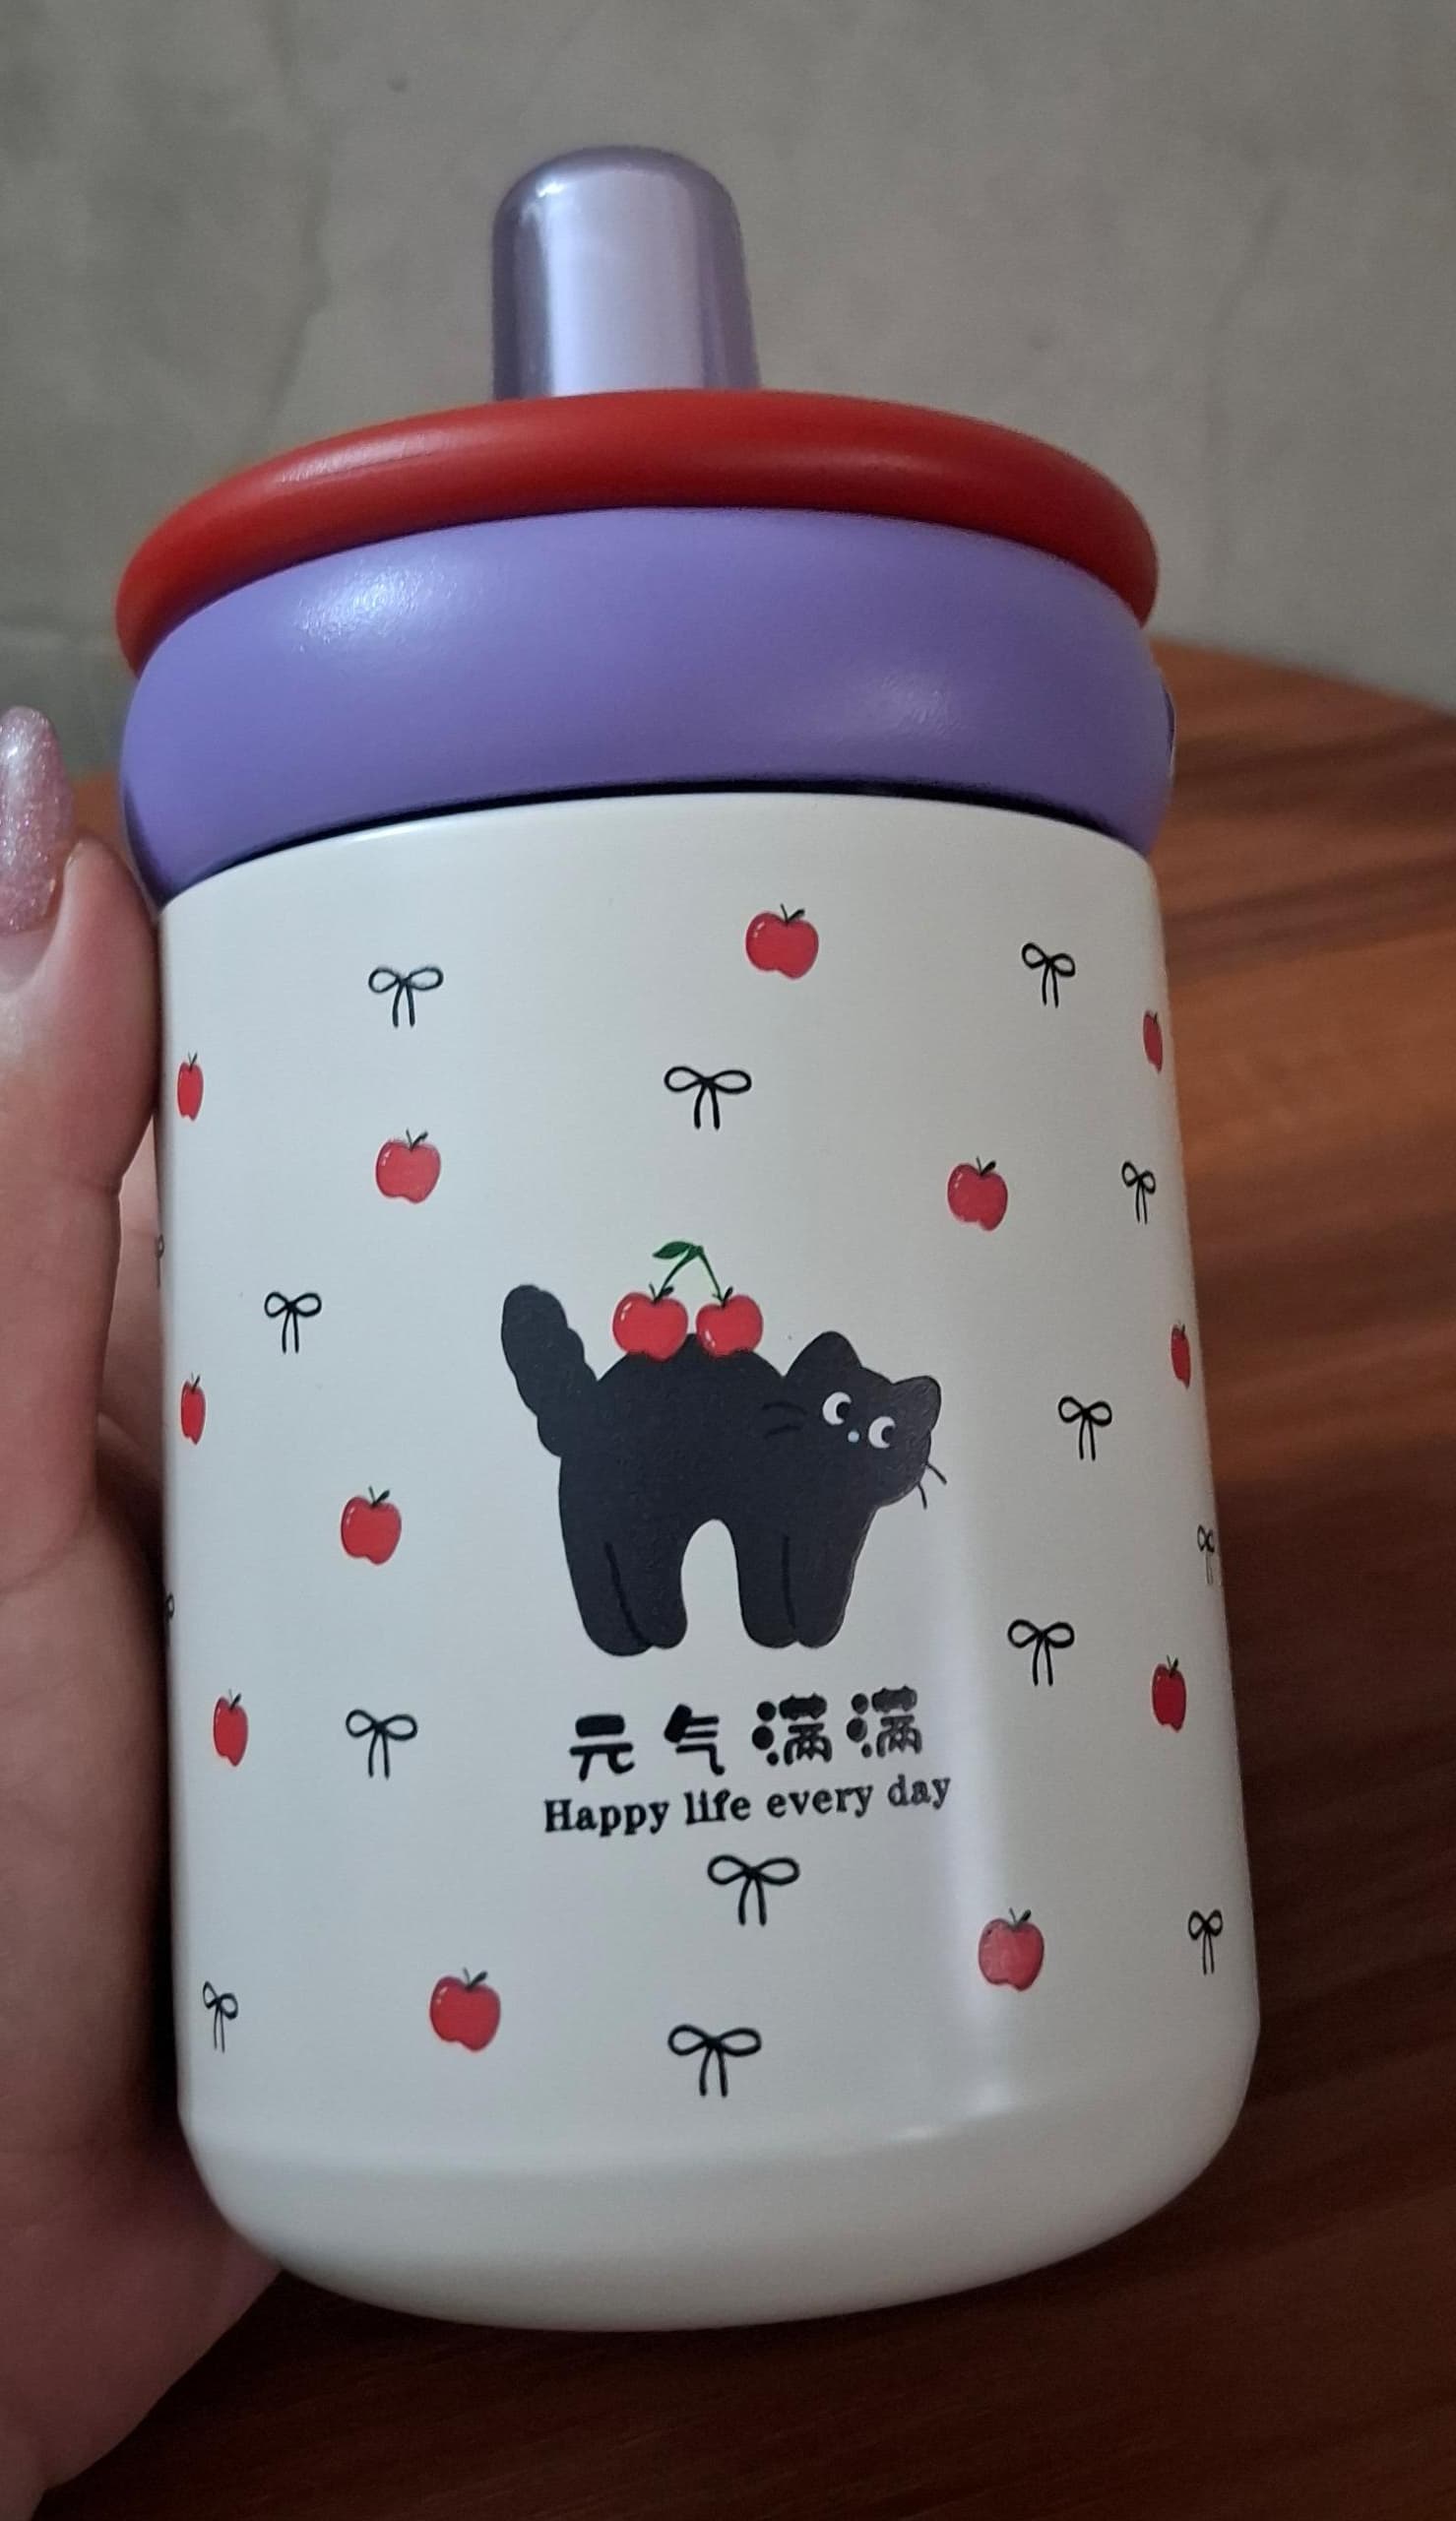 元气满满
Happy life every day